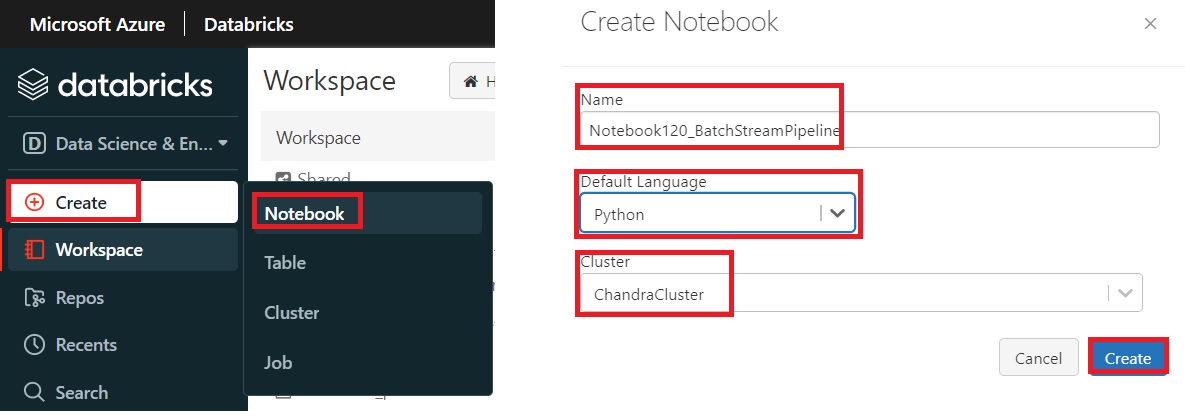 Microsoft Azure Databricks
databricks
D Data Science & En...
Create
Workspace
Repos
Recents
Search
Workspace
H
Workspace
Shared
Notebook
Table
Cluster
Job
Create Notebook
Name
Notebook120_BatchStreamPipeline
Default Language
Python
Cluster
ChandraCluster
Cancel
Create